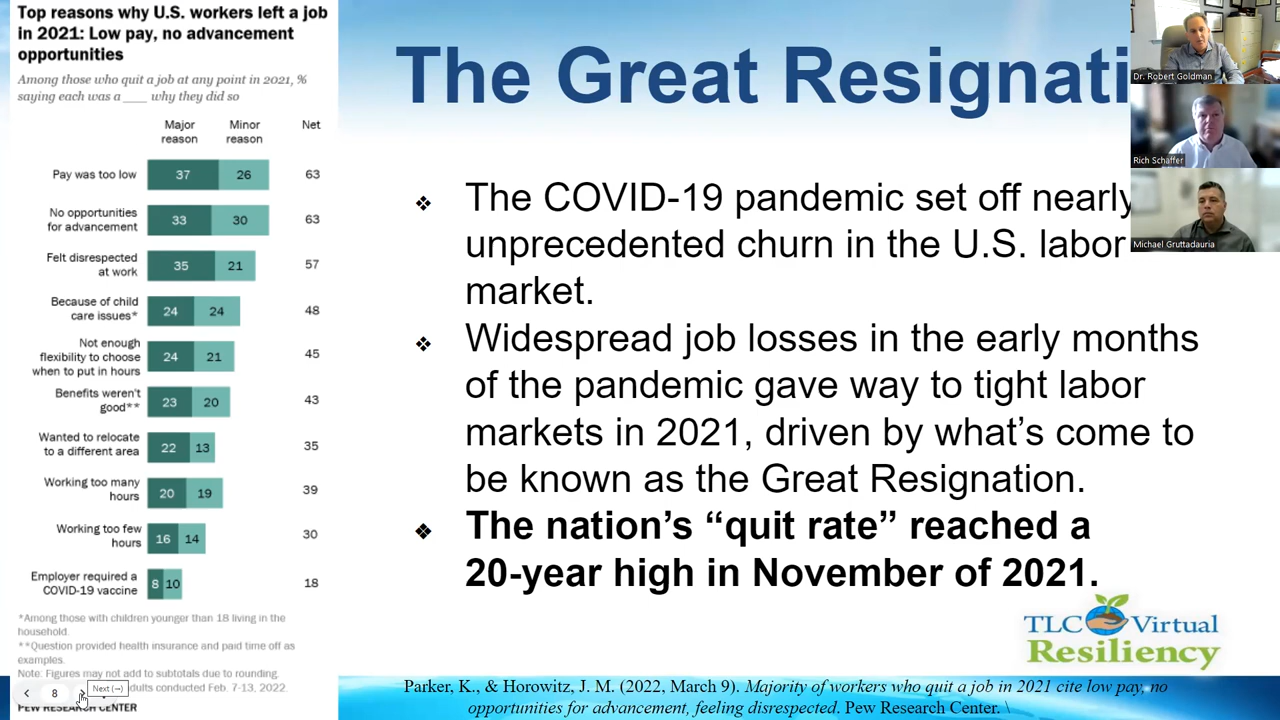 Top reasons why U.S. workers left a job
in 2021: Low pay, no advancement
opportunities
Among those who quit a job at any point in 2021, %
saying each was a ____ why they did so
Major reason Minor reason Net
Pay was too low 37 26 63
No opportunities
for advancement 33 30 63
Felt disrespected
at work 35 21 57
Because of child
care issues* 24 24 48
Not enough
flexibility to choose
when to put in hours 24 21 45
Benefits weren't
good** 23 20 43
Wanted to relocate
to a different area 22 13 35
Working too many
hours 20 19 39
Working too few
hours 16 14 30
Employer required a
COVID-19 vaccine 8 10 18
*Among those with children younger than 18 living in the
household.
**Question provided health insurance and paid time off as
examples.
Note: Figures may not add to subtotals due to rounding.
dults conducted Feb. 7-13, 2022.
PEW RESEARCH CENTER
8
Next (→)
The Great Resignati
❖ The COVID-19 pandemic set off nearly
unprecedented churn in the U.S. labor
market.
❖ Widespread job losses in the early months
of the pandemic gave way to tight labor
markets in 2021, driven by what’s come to
be known as the Great Resignation.
❖ The nation’s “quit rate” reached a
20-year high in November of 2021.
TLC Virtual
Resiliency
Parker, K., & Horowitz, J. M. (2022, March 9). Majority of workers who quit a job in 2021 cite low pay, no
opportunities for advancement, feeling disrespected. Pew Research Center. \
Dr. Robert Goldman
Rich Schaffer
Michael Gruttadauria